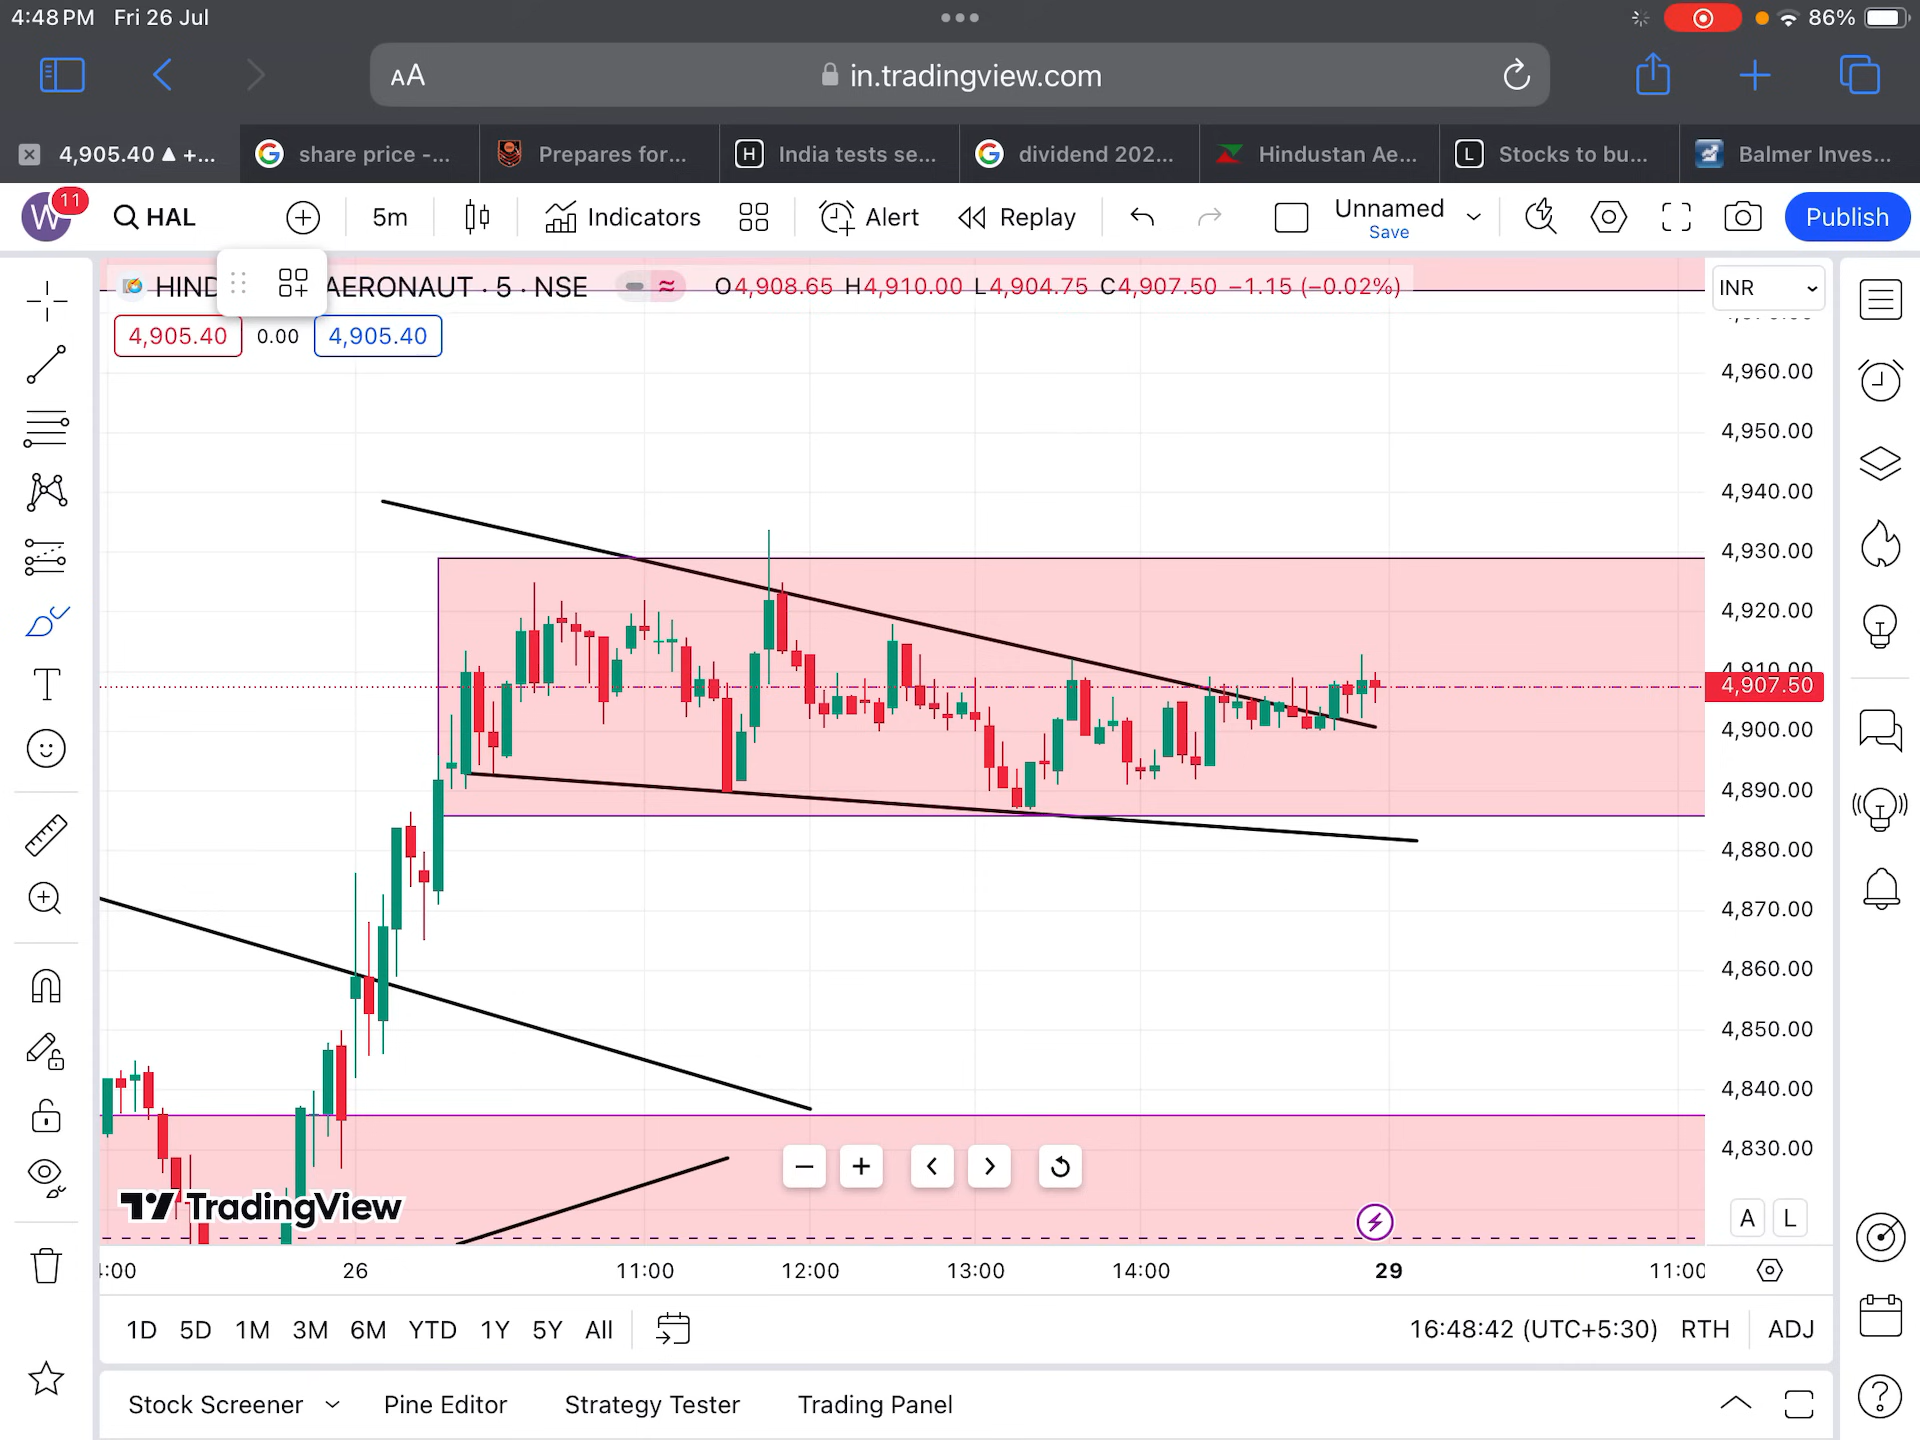 4:48 PM Fri 26 Jul
86%
AA
in.tradingview.com
4,905.40 ▲ +...
share price -...
Prepares for...
India tests se...
dividend 202...
Hindustan Ae...
Stocks to bu...
Balmer Inves...
W 11
HAL
5m
Indicators
Alert
Replay
Unnamed
Save
Publish
HIND AERONAUT · 5 · NSE
O4,908.65 H4,910.00 L4,904.75 C4,907.50 −1.15 (−0.02%)
INR
4,905.40 0.00 4,905.40
4,960.00
4,950.00
4,940.00
4,930.00
4,920.00
4,910.00
4,907.50
4,900.00
4,890.00
4,880.00
4,870.00
4,860.00
4,850.00
4,840.00
4,830.00
TradingView
A L
4:00 26 11:00 12:00 13:00 14:00 29 11:00
1D 5D 1M 3M 6M YTD 1Y 5Y All
16:48:42 (UTC+5:30) RTH ADJ
Stock Screener Pine Editor Strategy Tester Trading Panel